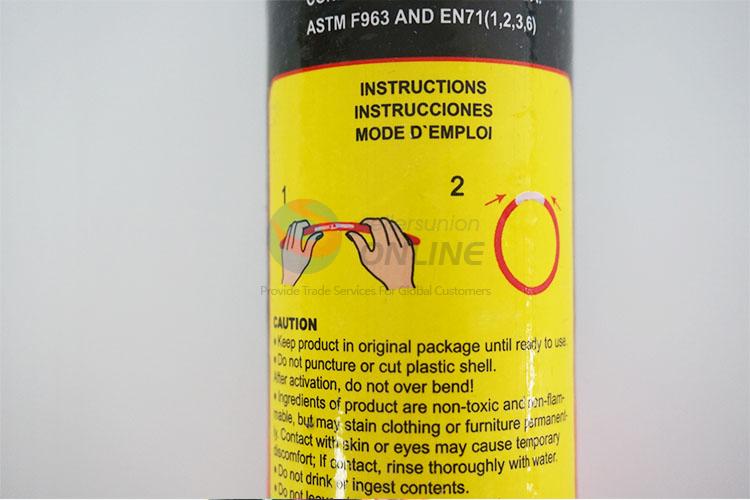 ASTM F963 AND EN71(1,2,3,6)
INSTRUCTIONS
INSTRUCCIONES
MODE D`EMPLOI
1
2
ONLINE
Provide Trade Services For Global Customers
CAUTION
•Keep product in original package until ready to use.
•Do not puncture or cut plastic shell.
After activation, do not over bend!
•Ingredients of product are non-toxic and non-flam-
mable, but may stain clothing or furniture permanent-
ly. Contact with skin or eyes may cause temporary
discomfort; If contact, rinse thoroughly with water.
•Do not drink or ingest contents.
•Do not leave